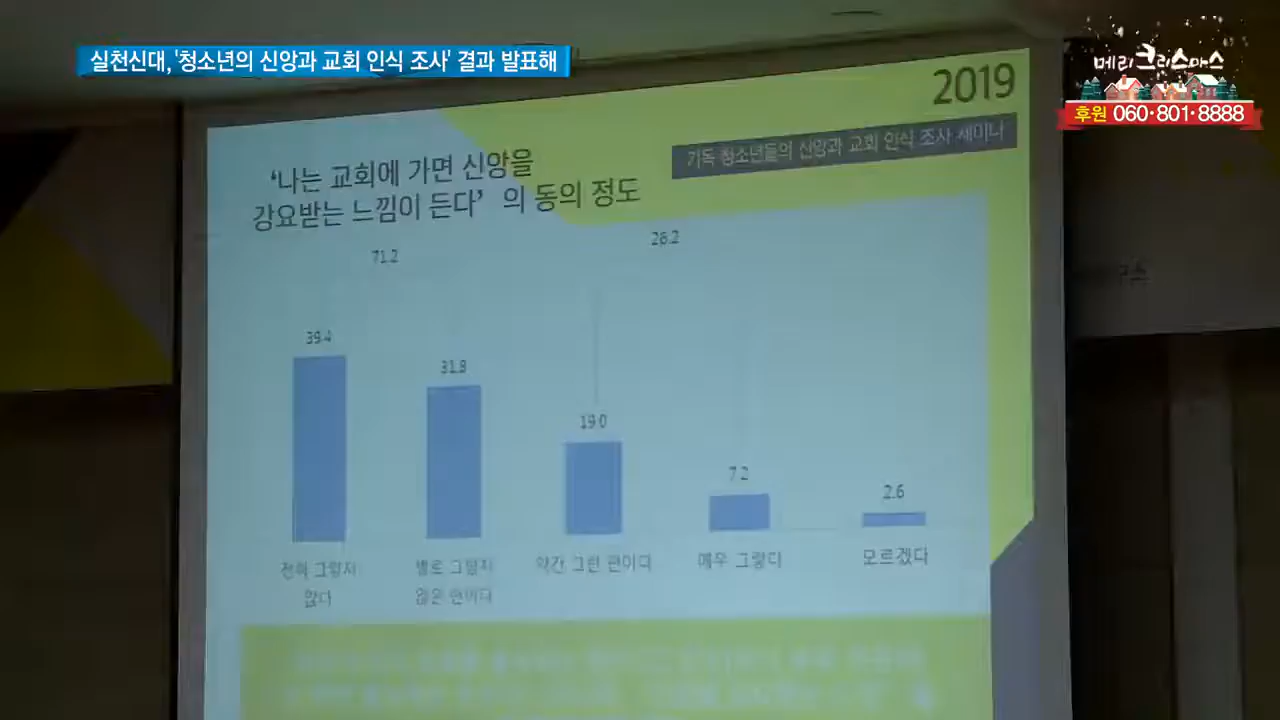 실천신대,'청소년의 신앙과 교회 인식 조사' 결과 발표해
메리크리스마스
후원 060·801·8888
2019
기독 청소년들의 신앙과 교회 인식 조사 세미나
'나는 교회에 가면 신앙을
강요받는 느낌이 든다' 의 동의 정도
71.2
26.2
39.4
31.8
19.0
7.2
2.6
전혀 그렇지
않다
별로 그렇지
않은 편이다
약간 그런 편이다
매우 그렇다
모르겠다